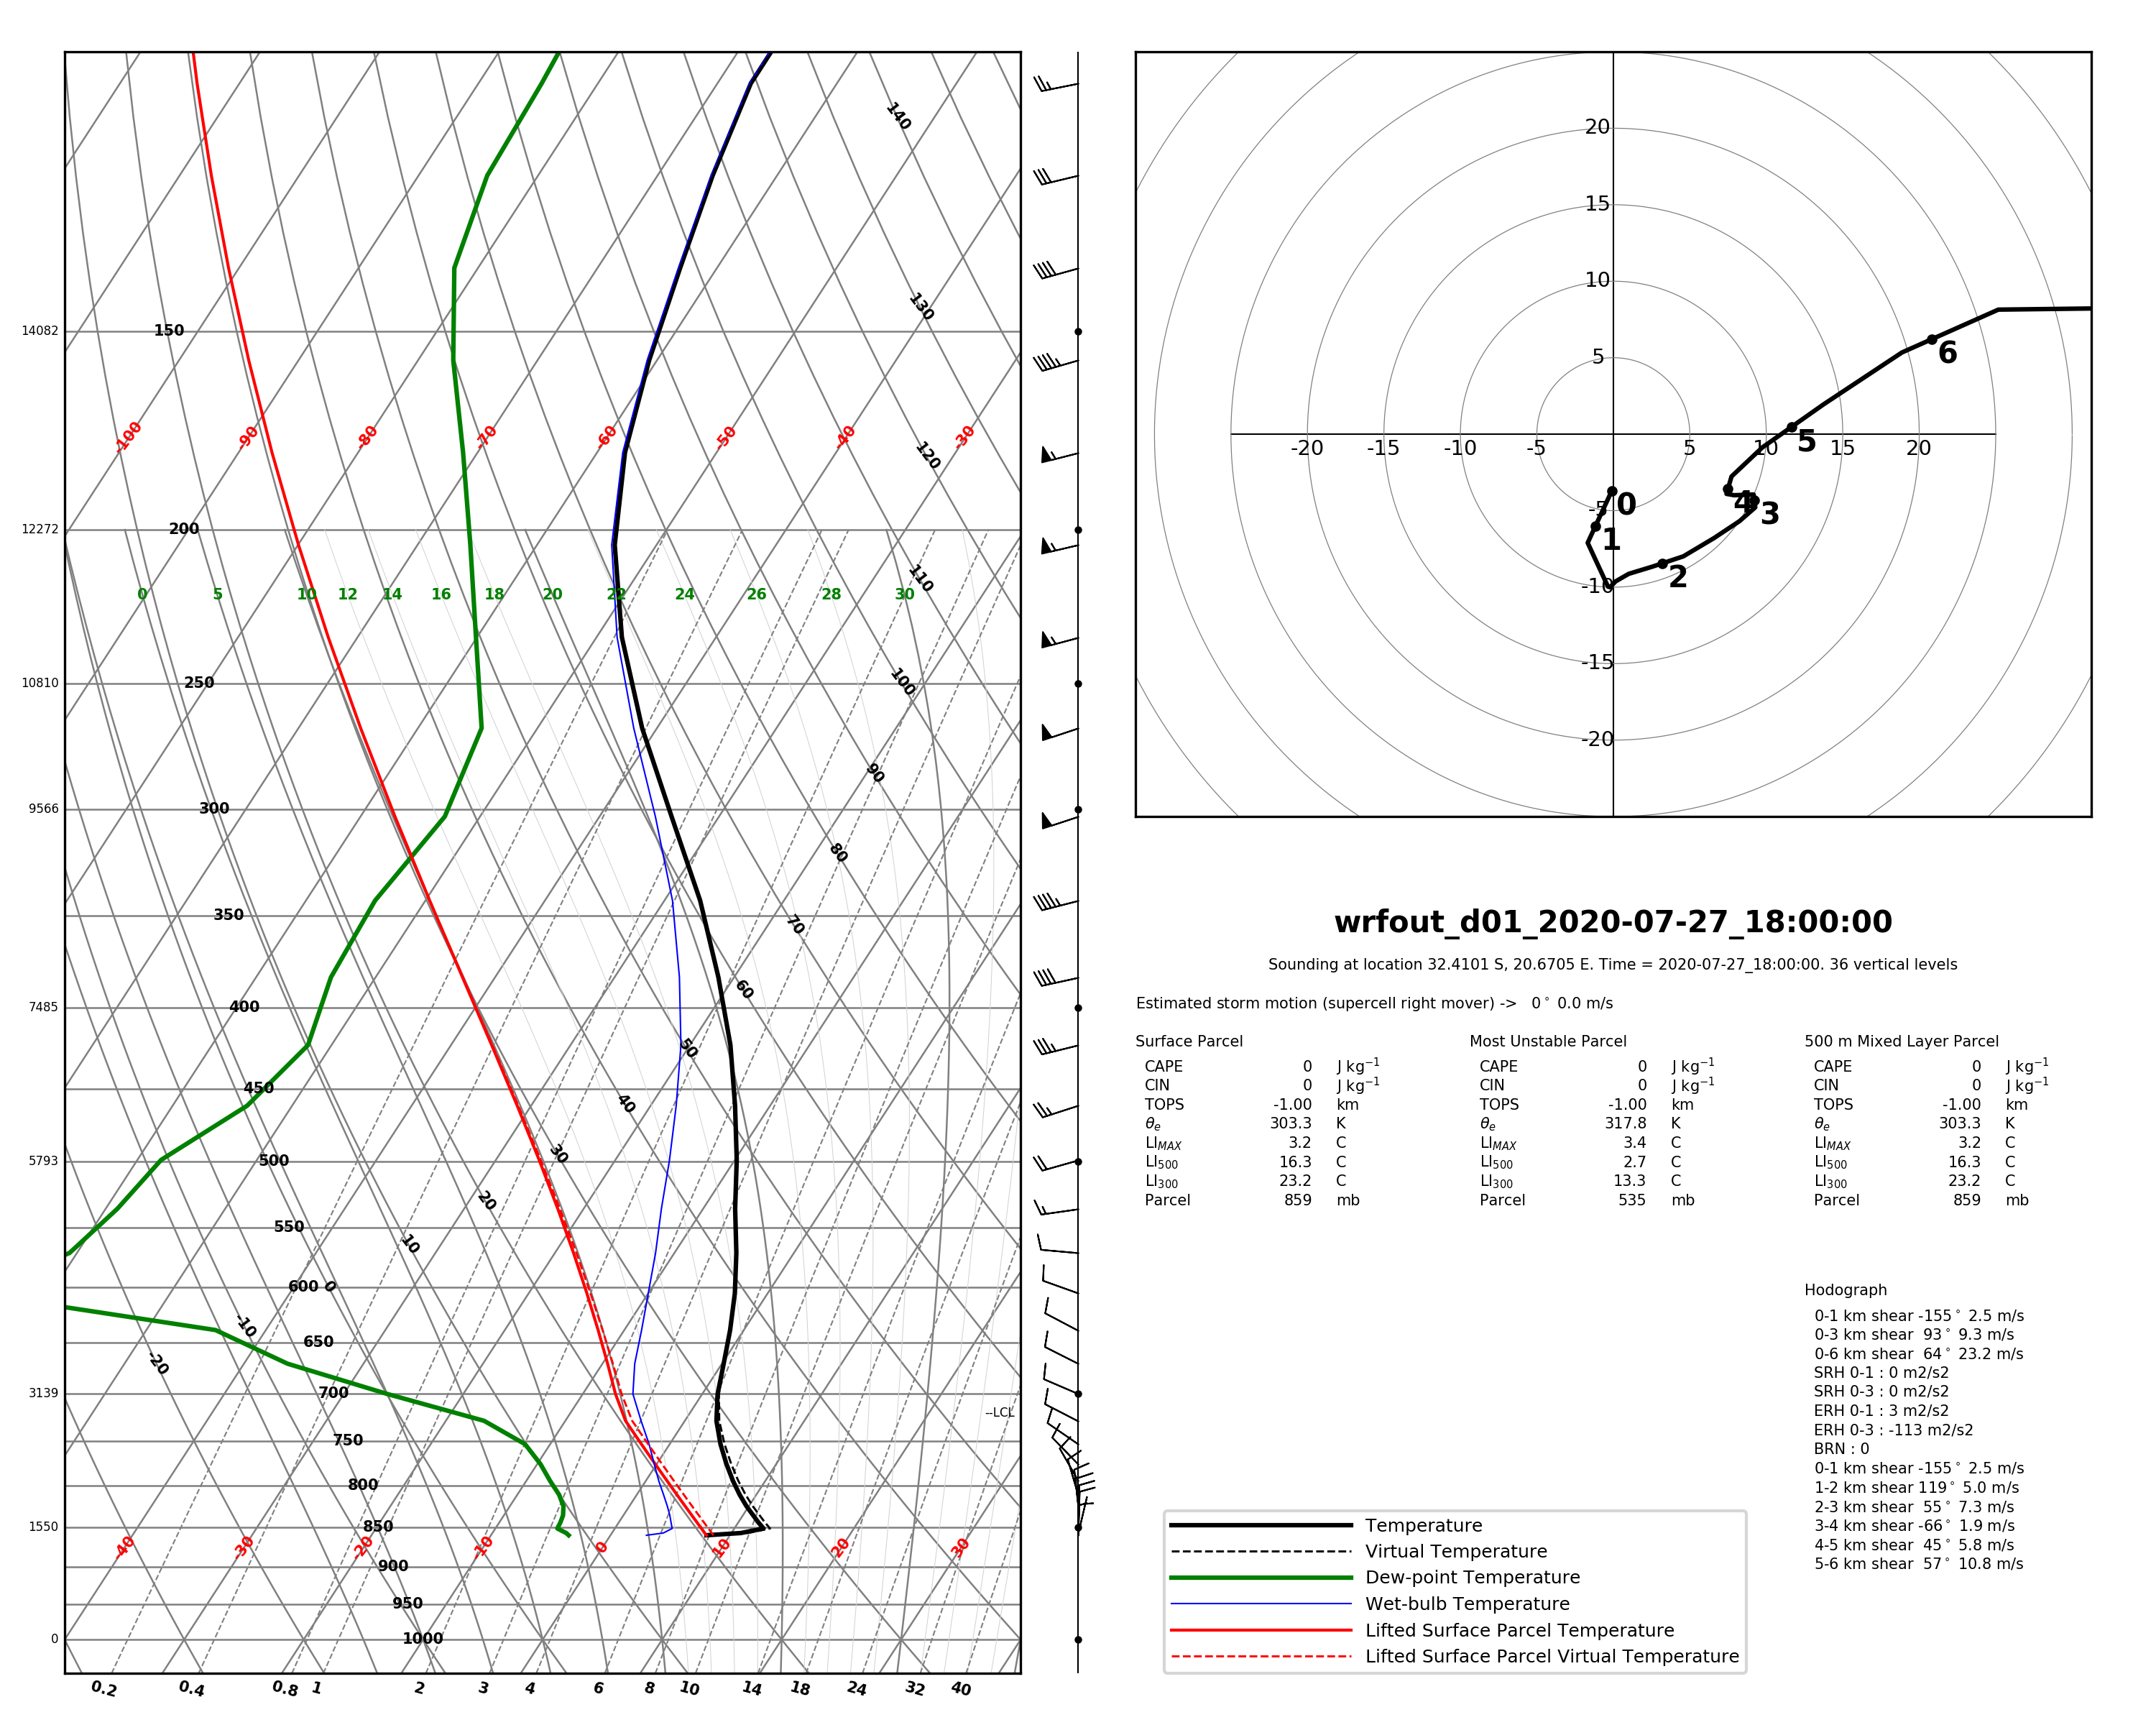 140
20
15
130
10
14082
150
5
6
-100
-90
-80
-70
-60
-50
-40
-30
120
-20
-15
-10
-5
5
10
15
20
5
4
3
0
-5
1
12272
200
110
2
-10
0
5
10
12
14
16
18
20
22
24
26
28
30
10810
250
100
-15
-20
90
9566
300
80
350
70
wrfout_d01_2020-07-27_18:00:00
Sounding at location 32.4101 S, 20.6705 E. Time = 2020-07-27_18:00:00. 36 vertical levels
60
7485
400
Estimated storm motion (supercell right mover) -> 0° 0.0 m/s
50
Surface Parcel
CAPE 0 J kg⁻¹
CIN 0 J kg⁻¹
TOPS -1.00 km
θe 303.3 K
LIMAX 3.2 C
LI500 16.3 C
LI300 23.2 C
Parcel 859 mb
Most Unstable Parcel
CAPE 0 J kg⁻¹
CIN 0 J kg⁻¹
TOPS -1.00 km
θe 317.8 K
LIMAX 3.4 C
LI500 2.7 C
LI300 13.3 C
Parcel 535 mb
500 m Mixed Layer Parcel
CAPE 0 J kg⁻¹
CIN 0 J kg⁻¹
TOPS -1.00 km
θe 303.3 K
LIMAX 3.2 C
LI500 16.3 C
LI300 23.2 C
Parcel 859 mb
450
40
5793
500
30
20
550
10
600
0
-10
650
-20
3139
700
--LCL
750
800
1550
850
-40
-30
-20
-10
0
10
20
30
900
950
0
1000
0.2
0.4
0.8
1
2
3
4
6
8
10
14
18
24
32
40
Hodograph
0-1 km shear -155° 2.5 m/s
0-3 km shear 93° 9.3 m/s
0-6 km shear 64° 23.2 m/s
SRH 0-1 : 0 m2/s2
SRH 0-3 : 0 m2/s2
ERH 0-1 : 3 m2/s2
ERH 0-3 : -113 m2/s2
BRN : 0
0-1 km shear -155° 2.5 m/s
1-2 km shear 119° 5.0 m/s
2-3 km shear 55° 7.3 m/s
3-4 km shear -66° 1.9 m/s
4-5 km shear 45° 5.8 m/s
5-6 km shear 57° 10.8 m/s
Temperature
Virtual Temperature
Dew-point Temperature
Wet-bulb Temperature
Lifted Surface Parcel Temperature
Lifted Surface Parcel Virtual Temperature